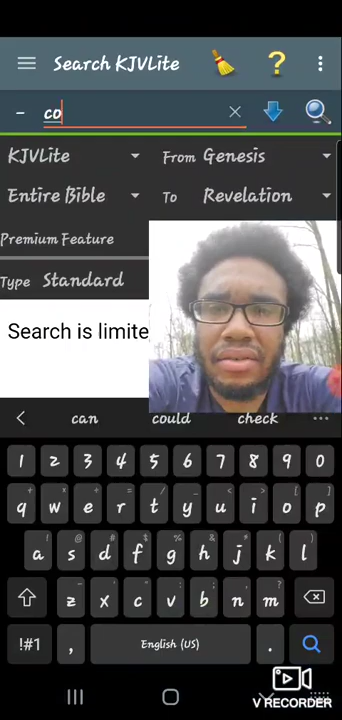 Search KJVLite ?
- co
KJVLite From Genesis
Entire Bible To Revelation
Premium Feature
Type Standard
Search is limite
can could check
1 2 3 4 5 6 7 8 9 0
q w e r t y u i o p
a s d f g h j k l
z x c v b n m
!#1 , English (US) .
V RECORDER